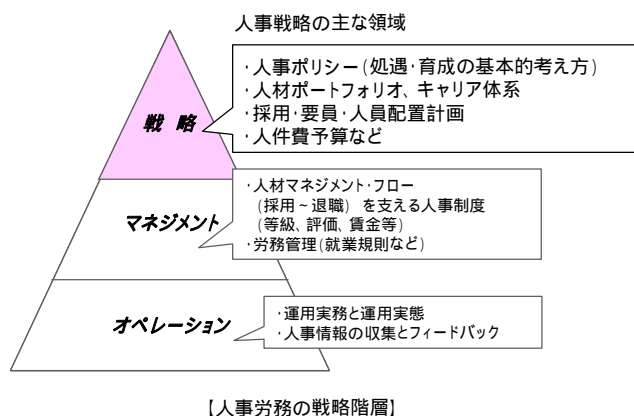 人事戦略の主な領域
・人事ポリシー(処遇・育成の基本的考え方)
・人材ポートフォリオ、キャリア体系
・採用・要員・人員配置計画
・人件費予算など
戦 略
・人材マネジメント・フロー
(採用～退職) を支える人事制度
(等級、評価、賃金等)
・労務管理(就業規則など)
マネジメント
・運用実務と運用実態
・人事情報の収集とフィードバック
オペレーション
【人事労務の戦略階層】